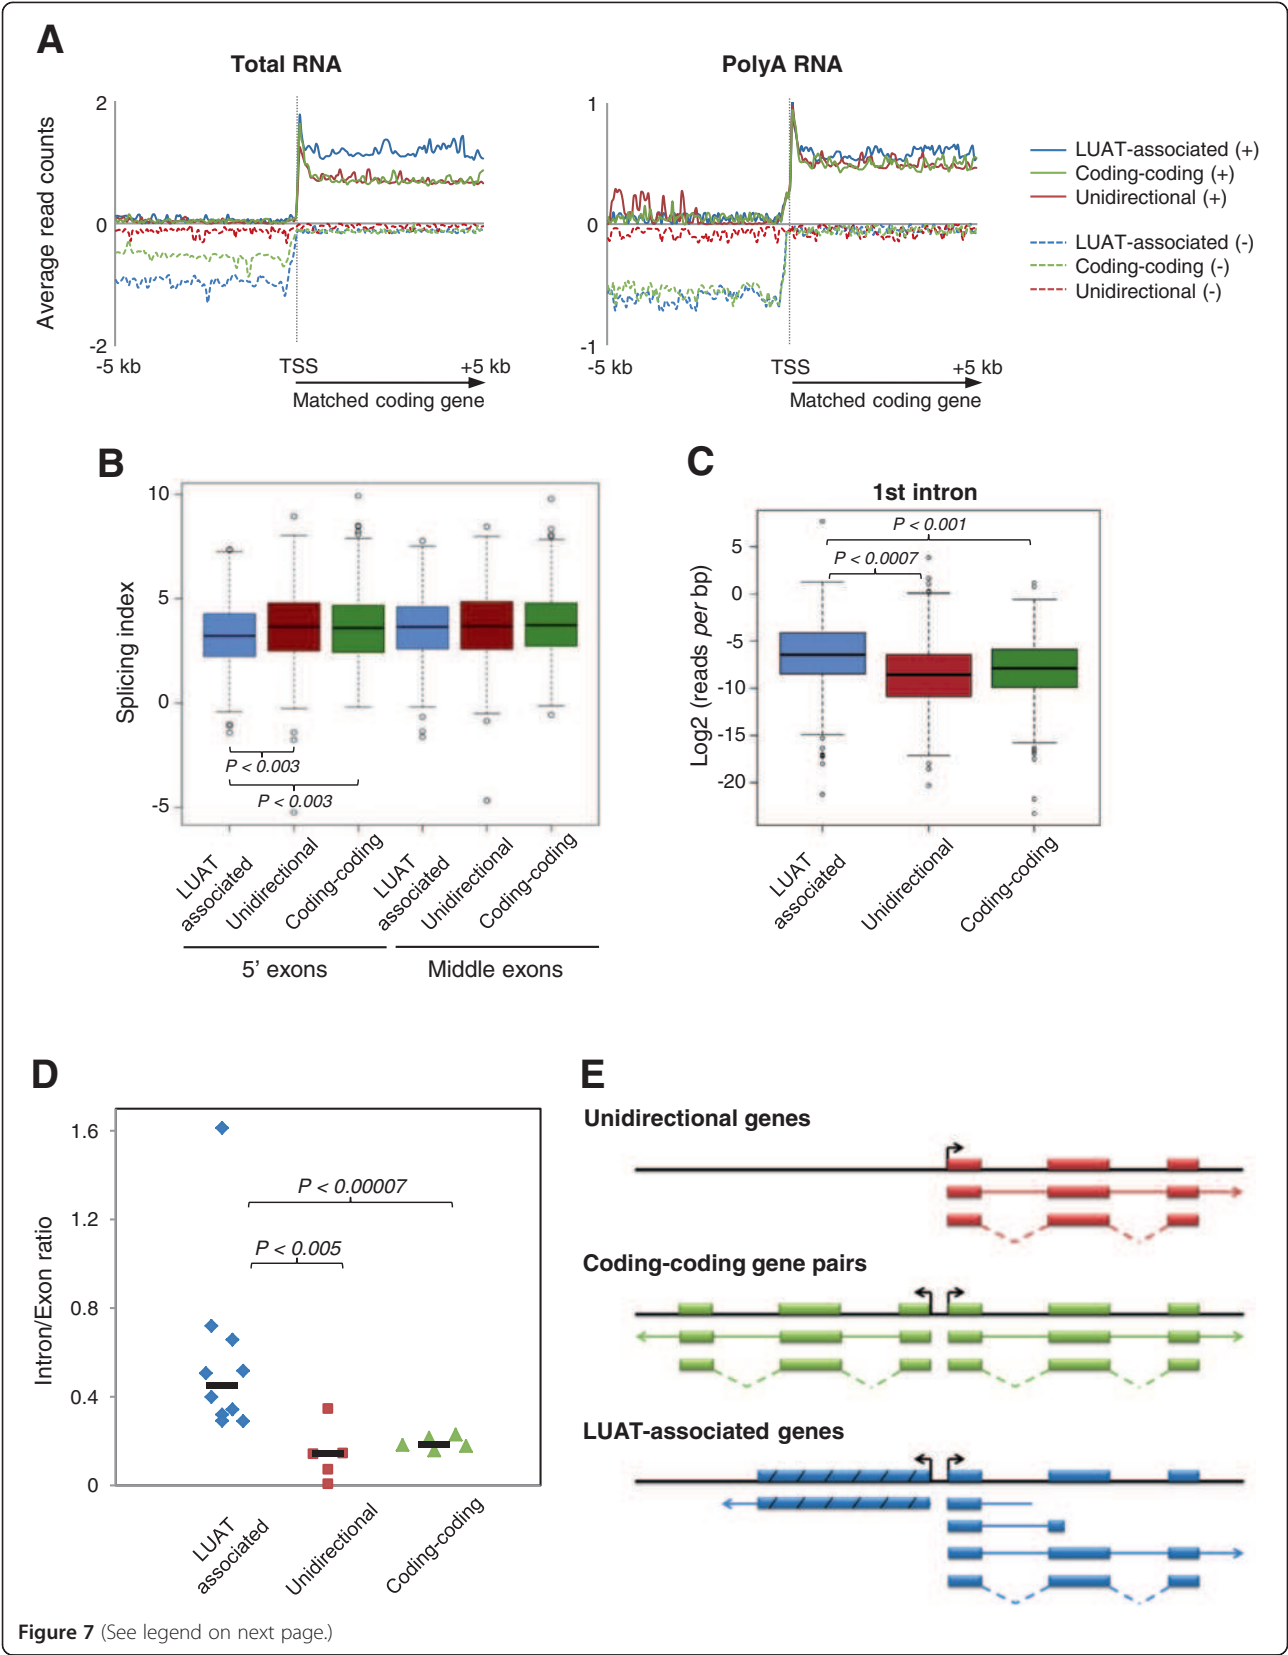 A
Total RNA
PolyA RNA
Average read counts
2
0
-2
-5 kb
TSS
+5 kb
Matched coding gene
1
0
-1
-5 kb
TSS
+5 kb
Matched coding gene
LUAT-associated (+)
Coding-coding (+)
Unidirectional (+)
LUAT-associated (-)
Coding-coding (-)
Unidirectional (-)
B
Splicing index
10
5
0
-5
P < 0.003
P < 0.003
LUAT associated
Unidirectional
Coding-coding
LUAT associated
Unidirectional
Coding-coding
5' exons
Middle exons
C
1st intron
Log2 (reads per bp)
5
0
-5
-10
-15
-20
P < 0.001
P < 0.0007
LUAT associated
Unidirectional
Coding-coding
D
Intron/Exon ratio
1.6
1.2
0.8
0.4
0
P < 0.00007
P < 0.005
LUAT associated
Unidirectional
Coding-coding
E
Unidirectional genes
Coding-coding gene pairs
LUAT-associated genes
Figure 7 (See legend on next page.)